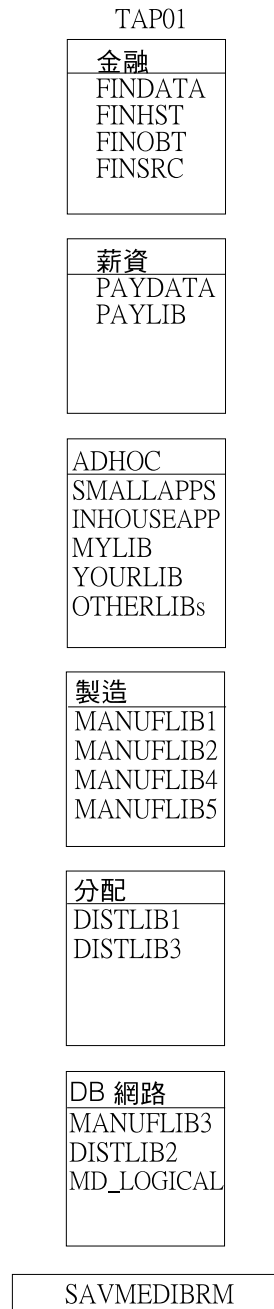 TAP01
金融
FINDATA
FINHST
FINOBT
FINSRC
薪資
PAYDATA
PAYLIB
ADHOC
SMALLAPPS
INHOUSEAPP
MYLIB
YOURLIB
OTHERLIBs
製造
MANUFLIB1
MANUFLIB2
MANUFLIB4
MANUFLIB5
分配
DISTLIB1
DISTLIB3
DB 網路
MANUFLIB3
DISTLIB2
MD_LOGICAL
SAVMEDIBRM